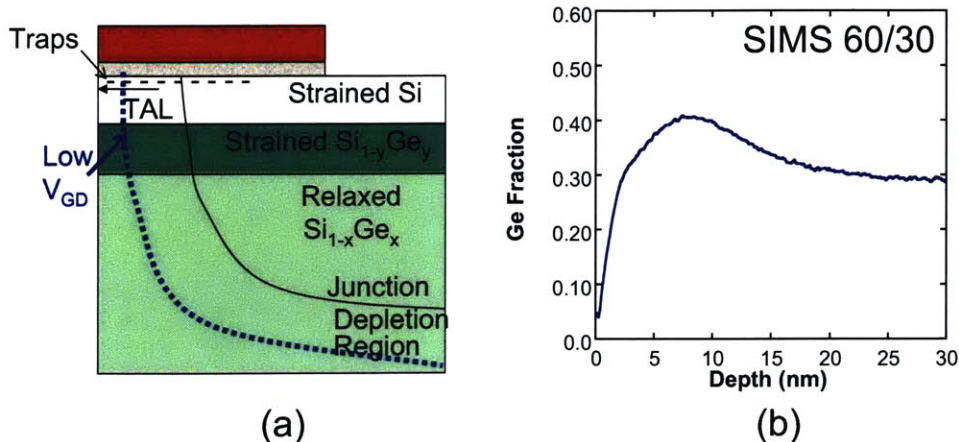 Traps
TAL
Strained Si
Low
V_GD
Strained Si_1-yGe_y
Relaxed
Si_1-xGe_x
Junction
Depletion
Region
(a)
SIMS 60/30
Ge Fraction
0.60
0.50
0.40
0.30
0.20
0.10
0.0
0 5 10 15 20 25 30
Depth (nm)
(b)